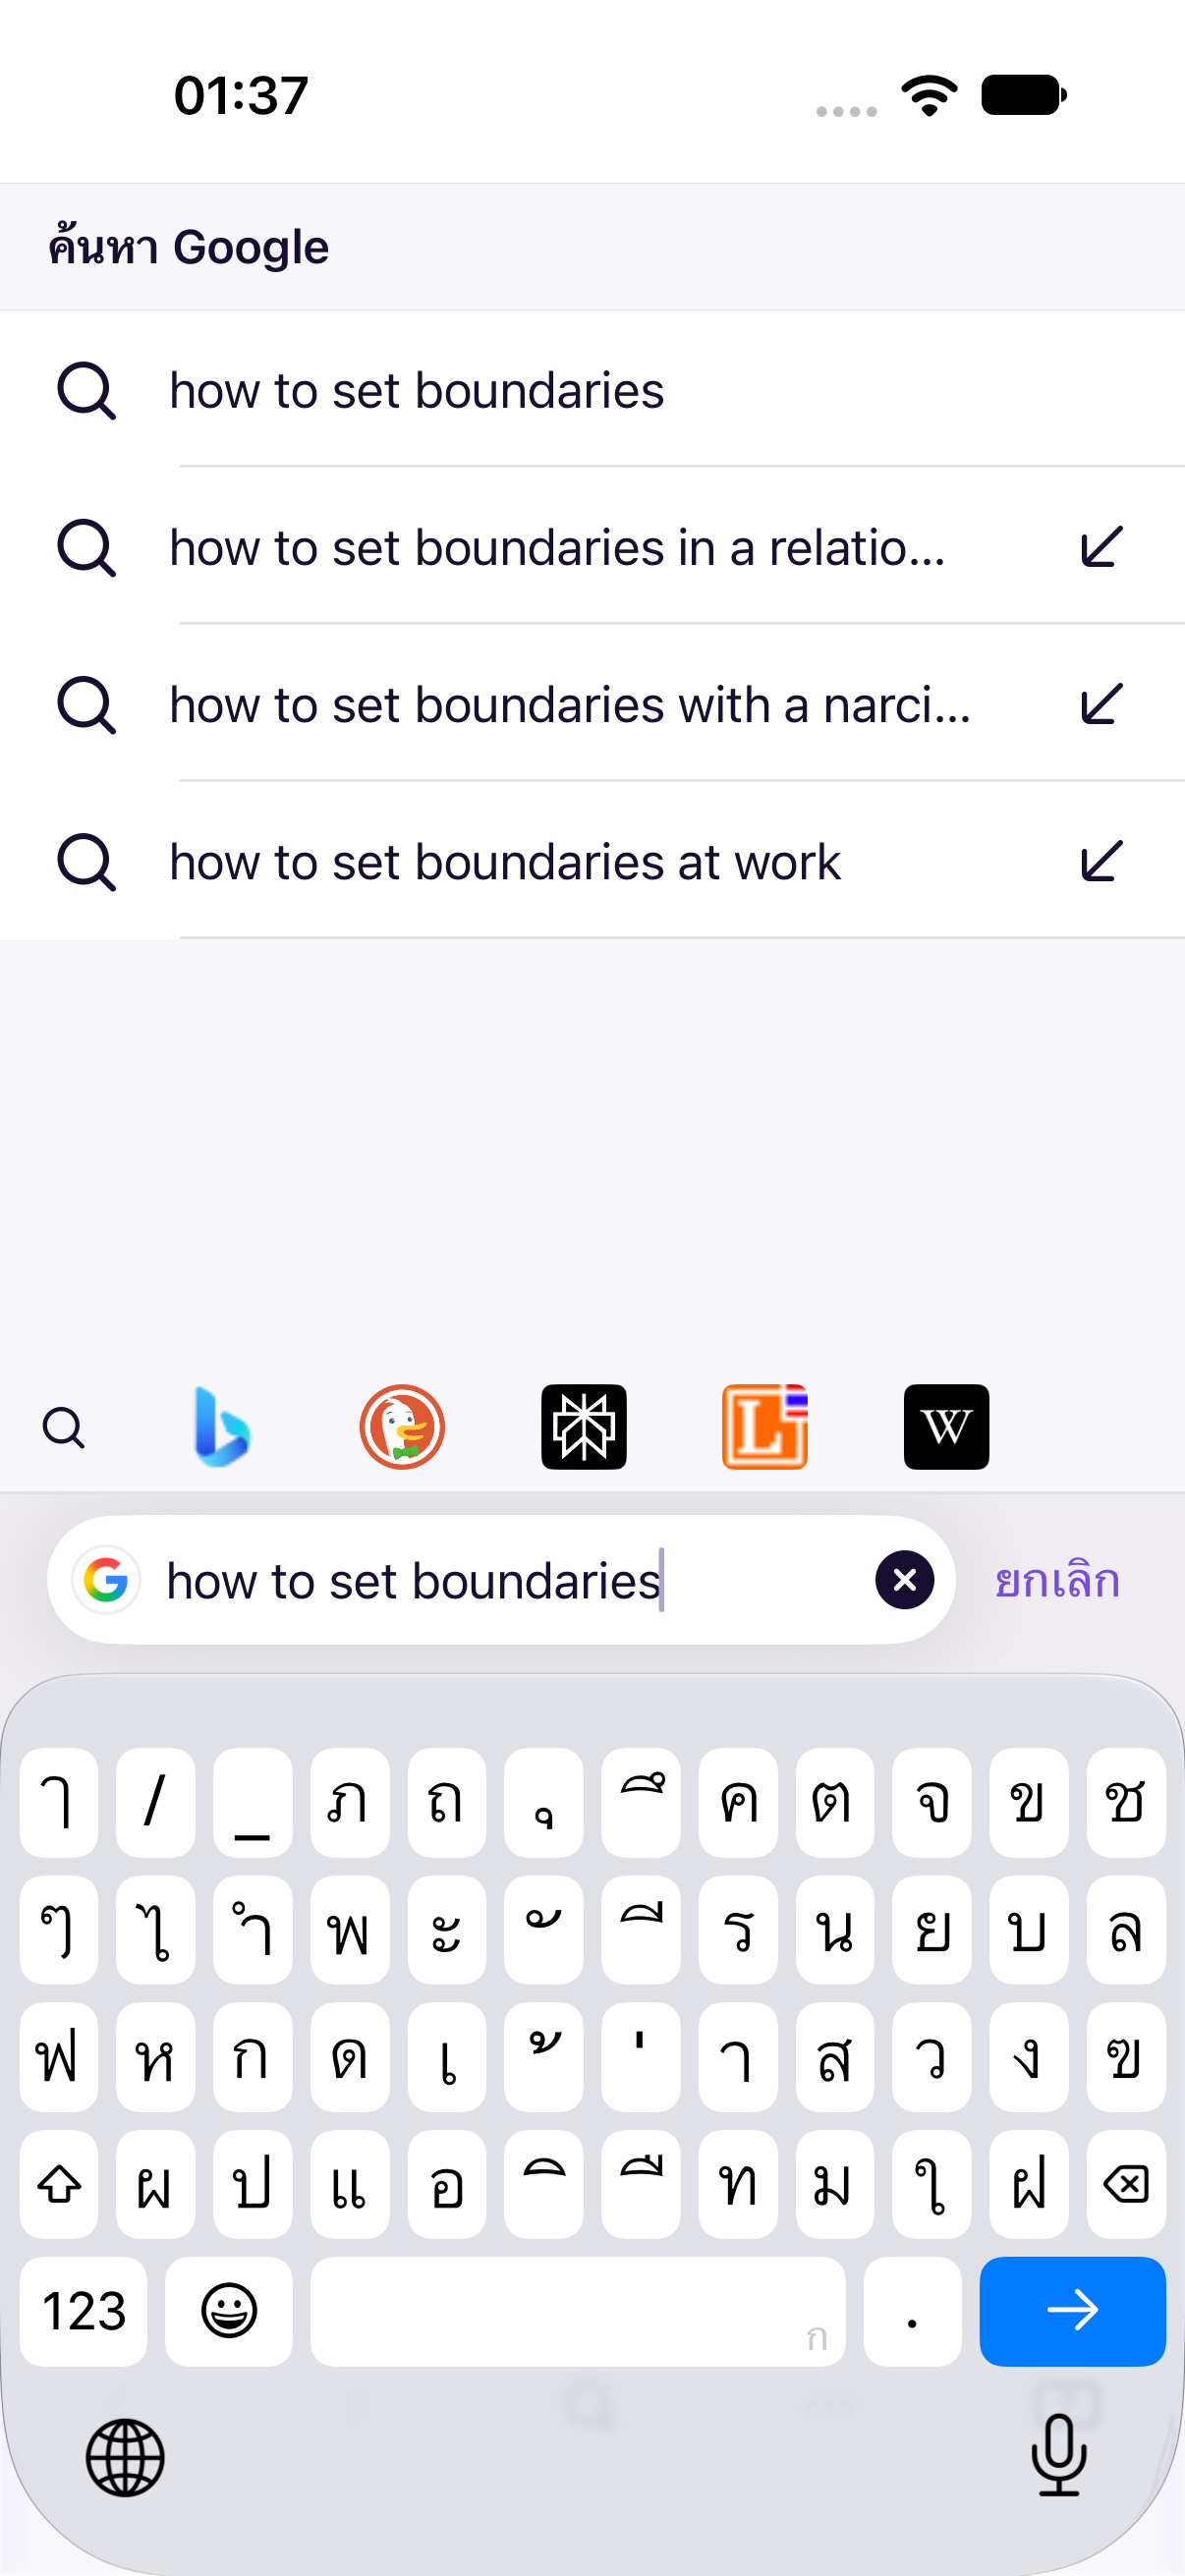 01:37
ค้นหา Google
how to set boundaries
how to set boundaries in a relatio...
how to set boundaries with a narci...
how to set boundaries at work
L
W
how to set boundaries
ยกเลิก
ๅ / _ ภ ถ ุ ึ ค ต จ ข ช
ๆ ไ ำ พ ะ ั ี ร น ย บ ล
ฟ ห ก ด เ ้ ่ า ส ว ง ฃ
ผ ป แ อ ิ ื ท ม ใ ฝ
123 ก .